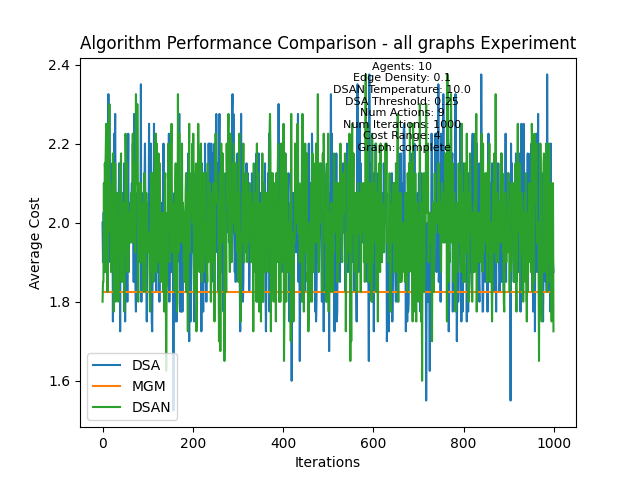 Algorithm Performance Comparison - all graphs Experiment
Agents: 10
Edge Density: 0.1
DSAN Temperature: 10.0
DSA Threshold: 0.25
Num Actions: 9
Num Iterations: 1000
Cost Range: 4
Graph: complete
2.4
2.2
2.0
1.8
1.6
Average Cost
DSA
MGM
DSAN
0 200 400 600 800 1000
Iterations